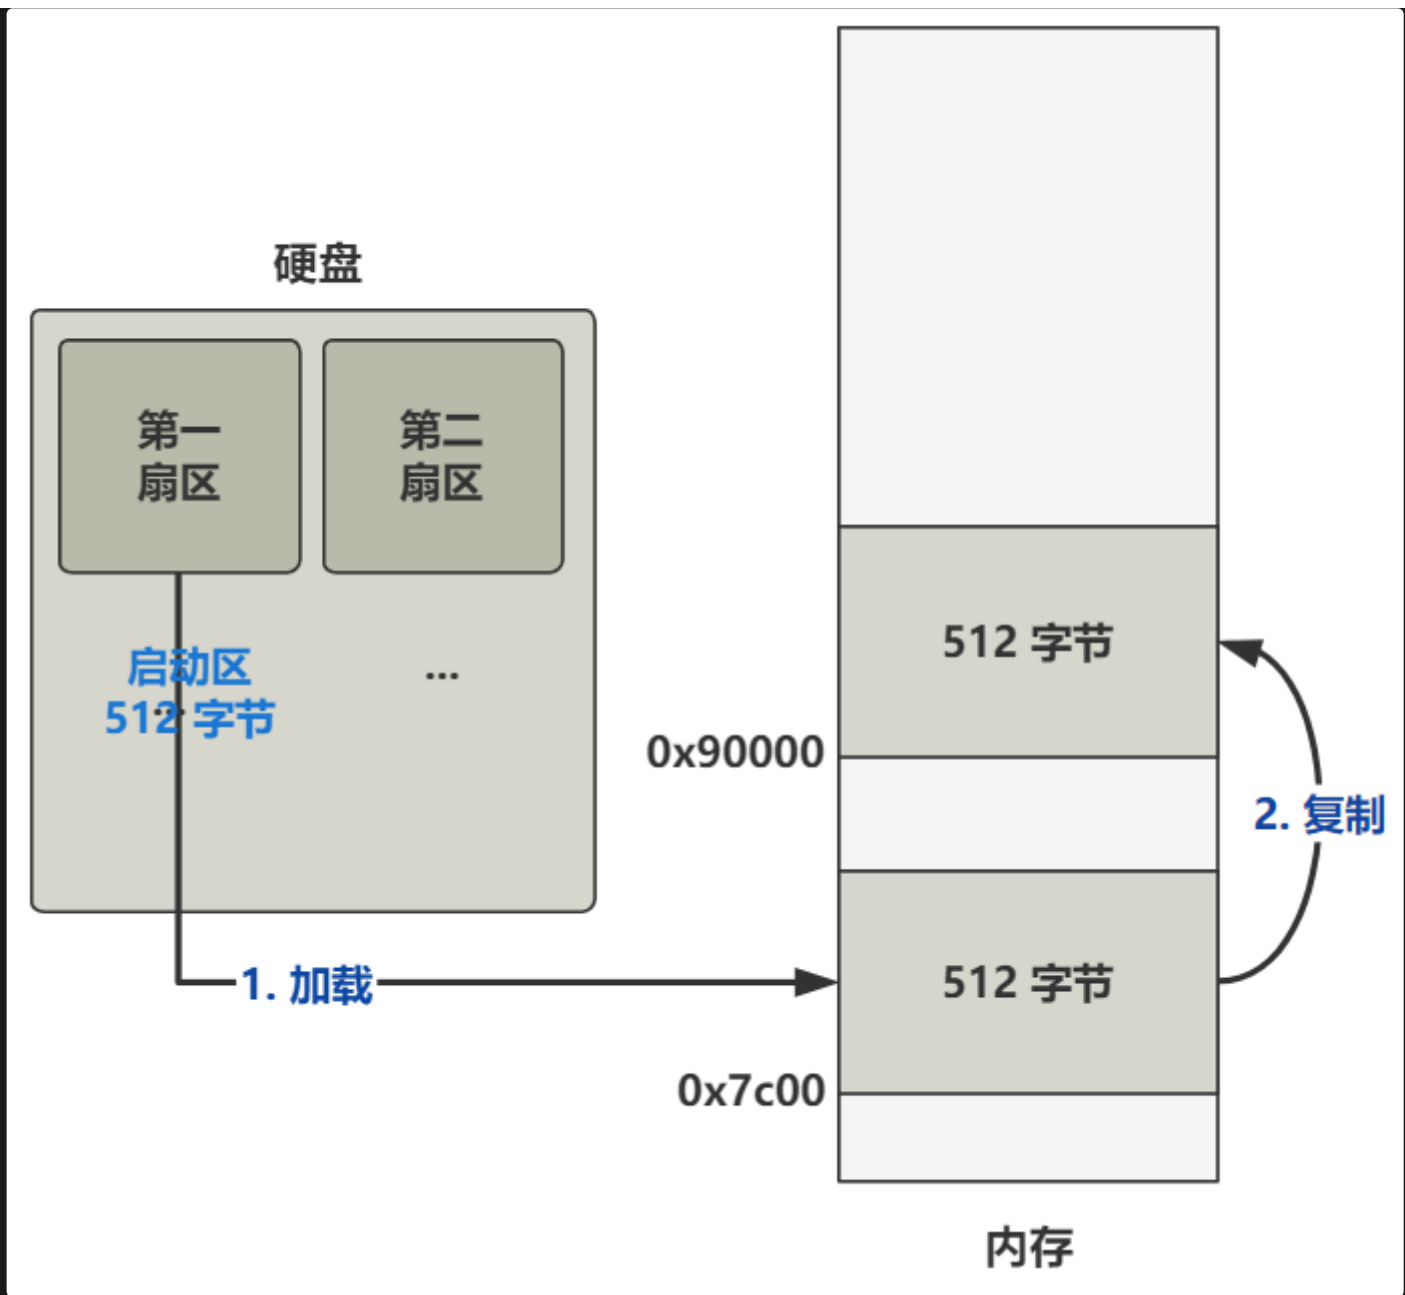 硬盘
第一
扇区
第二
扇区
启动区
512 字节
...
...
1. 加载
512 字节
0x90000
2. 复制
512 字节
0x7c00
内存